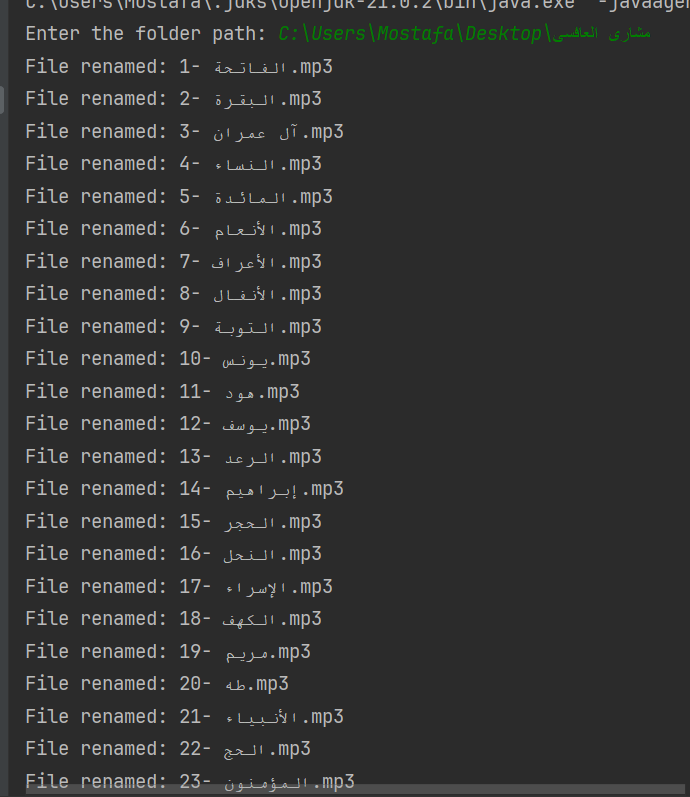 C:\Users\Mostafa\.jdks\openjdk-21.0.2\bin\java.exe" "-javaagen
Enter the folder path: C:\Users\Mostafa\Desktop\مشارى العافسى
File renamed: 1- الفاتحة.mp3
File renamed: 2- البقرة.mp3
File renamed: 3- آل عمران.mp3
File renamed: 4- النساء.mp3
File renamed: 5- المائدة.mp3
File renamed: 6- الأنعام.mp3
File renamed: 7- الأعراف.mp3
File renamed: 8- الأنفال.mp3
File renamed: 9- التوبة.mp3
File renamed: 10- يونس.mp3
File renamed: 11- هود.mp3
File renamed: 12- يوسف.mp3
File renamed: 13- الرعد.mp3
File renamed: 14- إبراهيم.mp3
File renamed: 15- الحجر.mp3
File renamed: 16- النحل.mp3
File renamed: 17- الإسراء.mp3
File renamed: 18- الكهف.mp3
File renamed: 19- مريم.mp3
File renamed: 20- طه.mp3
File renamed: 21- الأنبياء.mp3
File renamed: 22- الحج.mp3
File renamed: 23- المؤمنون.mp3